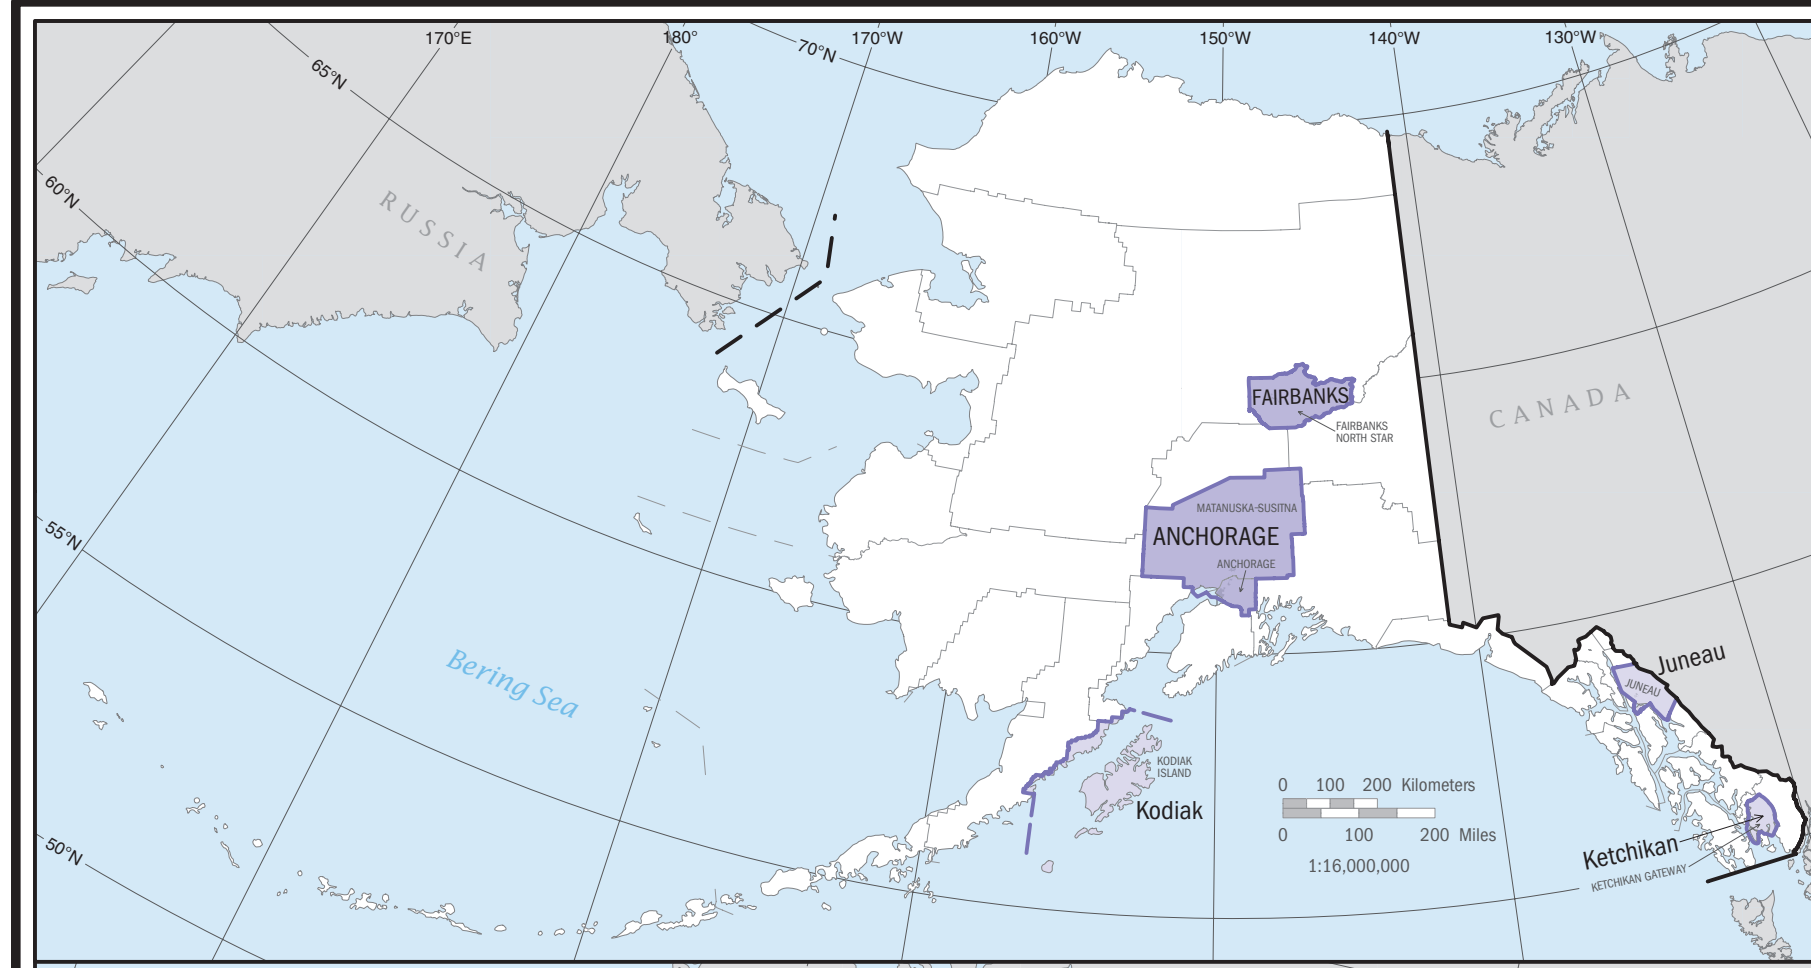 170°E
180°
70°N
170°W
160°W
150°W
140°W
130°W
65°N
60°N
RUSSIA
CANADA
FAIRBANKS
FAIRBANKS
NORTH STAR
MATANUSKA-SUSITNA
ANCHORAGE
ANCHORAGE
55°N
Bering Sea
Juneau
JUNEAU
KODIAK
ISLAND
Kodiak
0 100 200 Kilometers
0 100 200 Miles
1:16,000,000
Ketchikan
KETCHIKAN GATEWAY
50°N